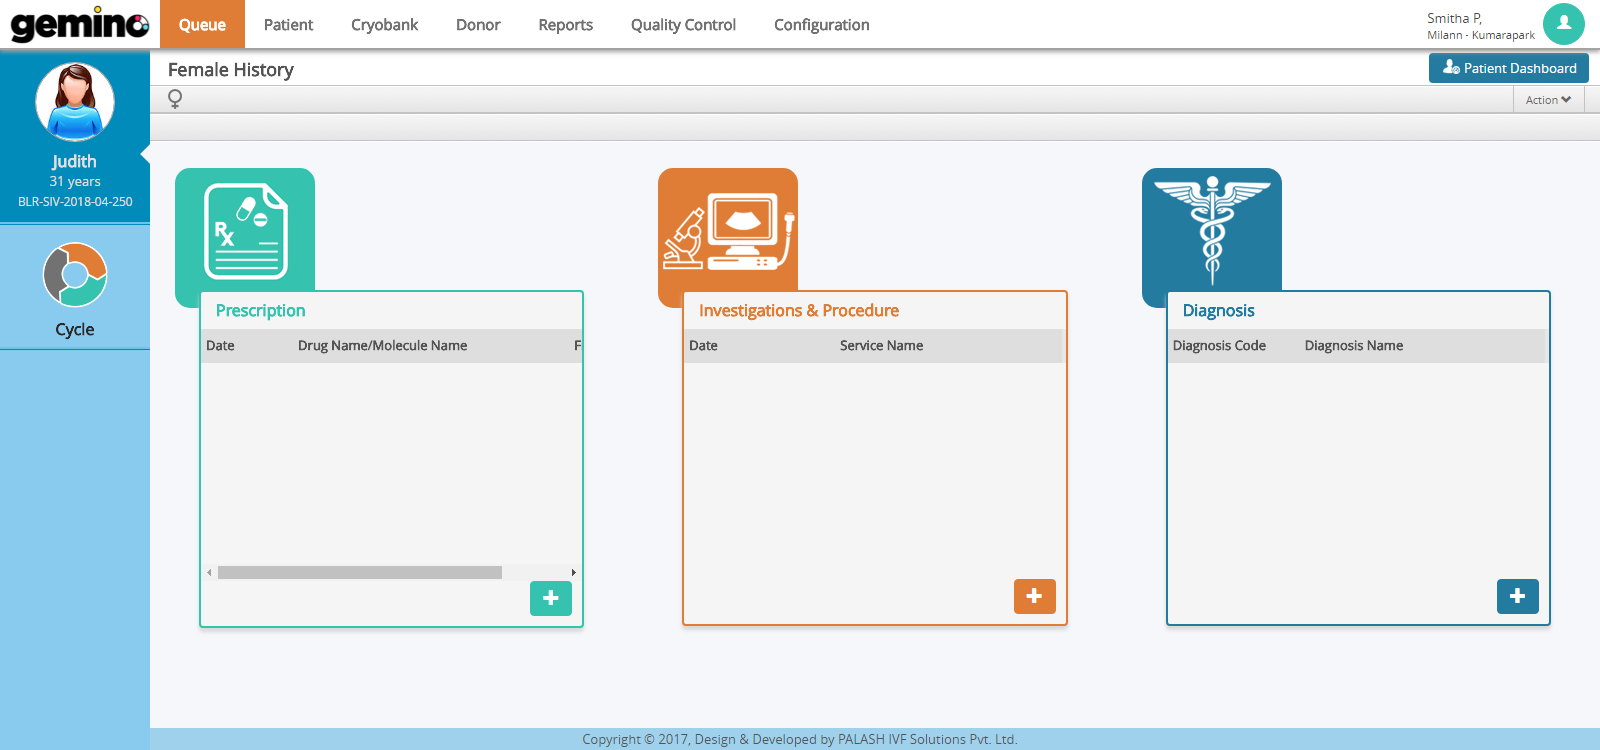 gemino
Queue Patient Cryobank Donor Reports Quality Control Configuration
Smitha P,
Milann - Kumarapark
Female History
Patient Dashboard
Action
Judith
31 years
BLR-SIV-2018-04-250
Cycle
Rx
Prescription
Date Drug Name/Molecule Name F
Investigations & Procedure
Date Service Name
Diagnosis
Diagnosis Code Diagnosis Name
Copyright © 2017, Design & Developed by PALASH IVF Solutions Pvt. Ltd.